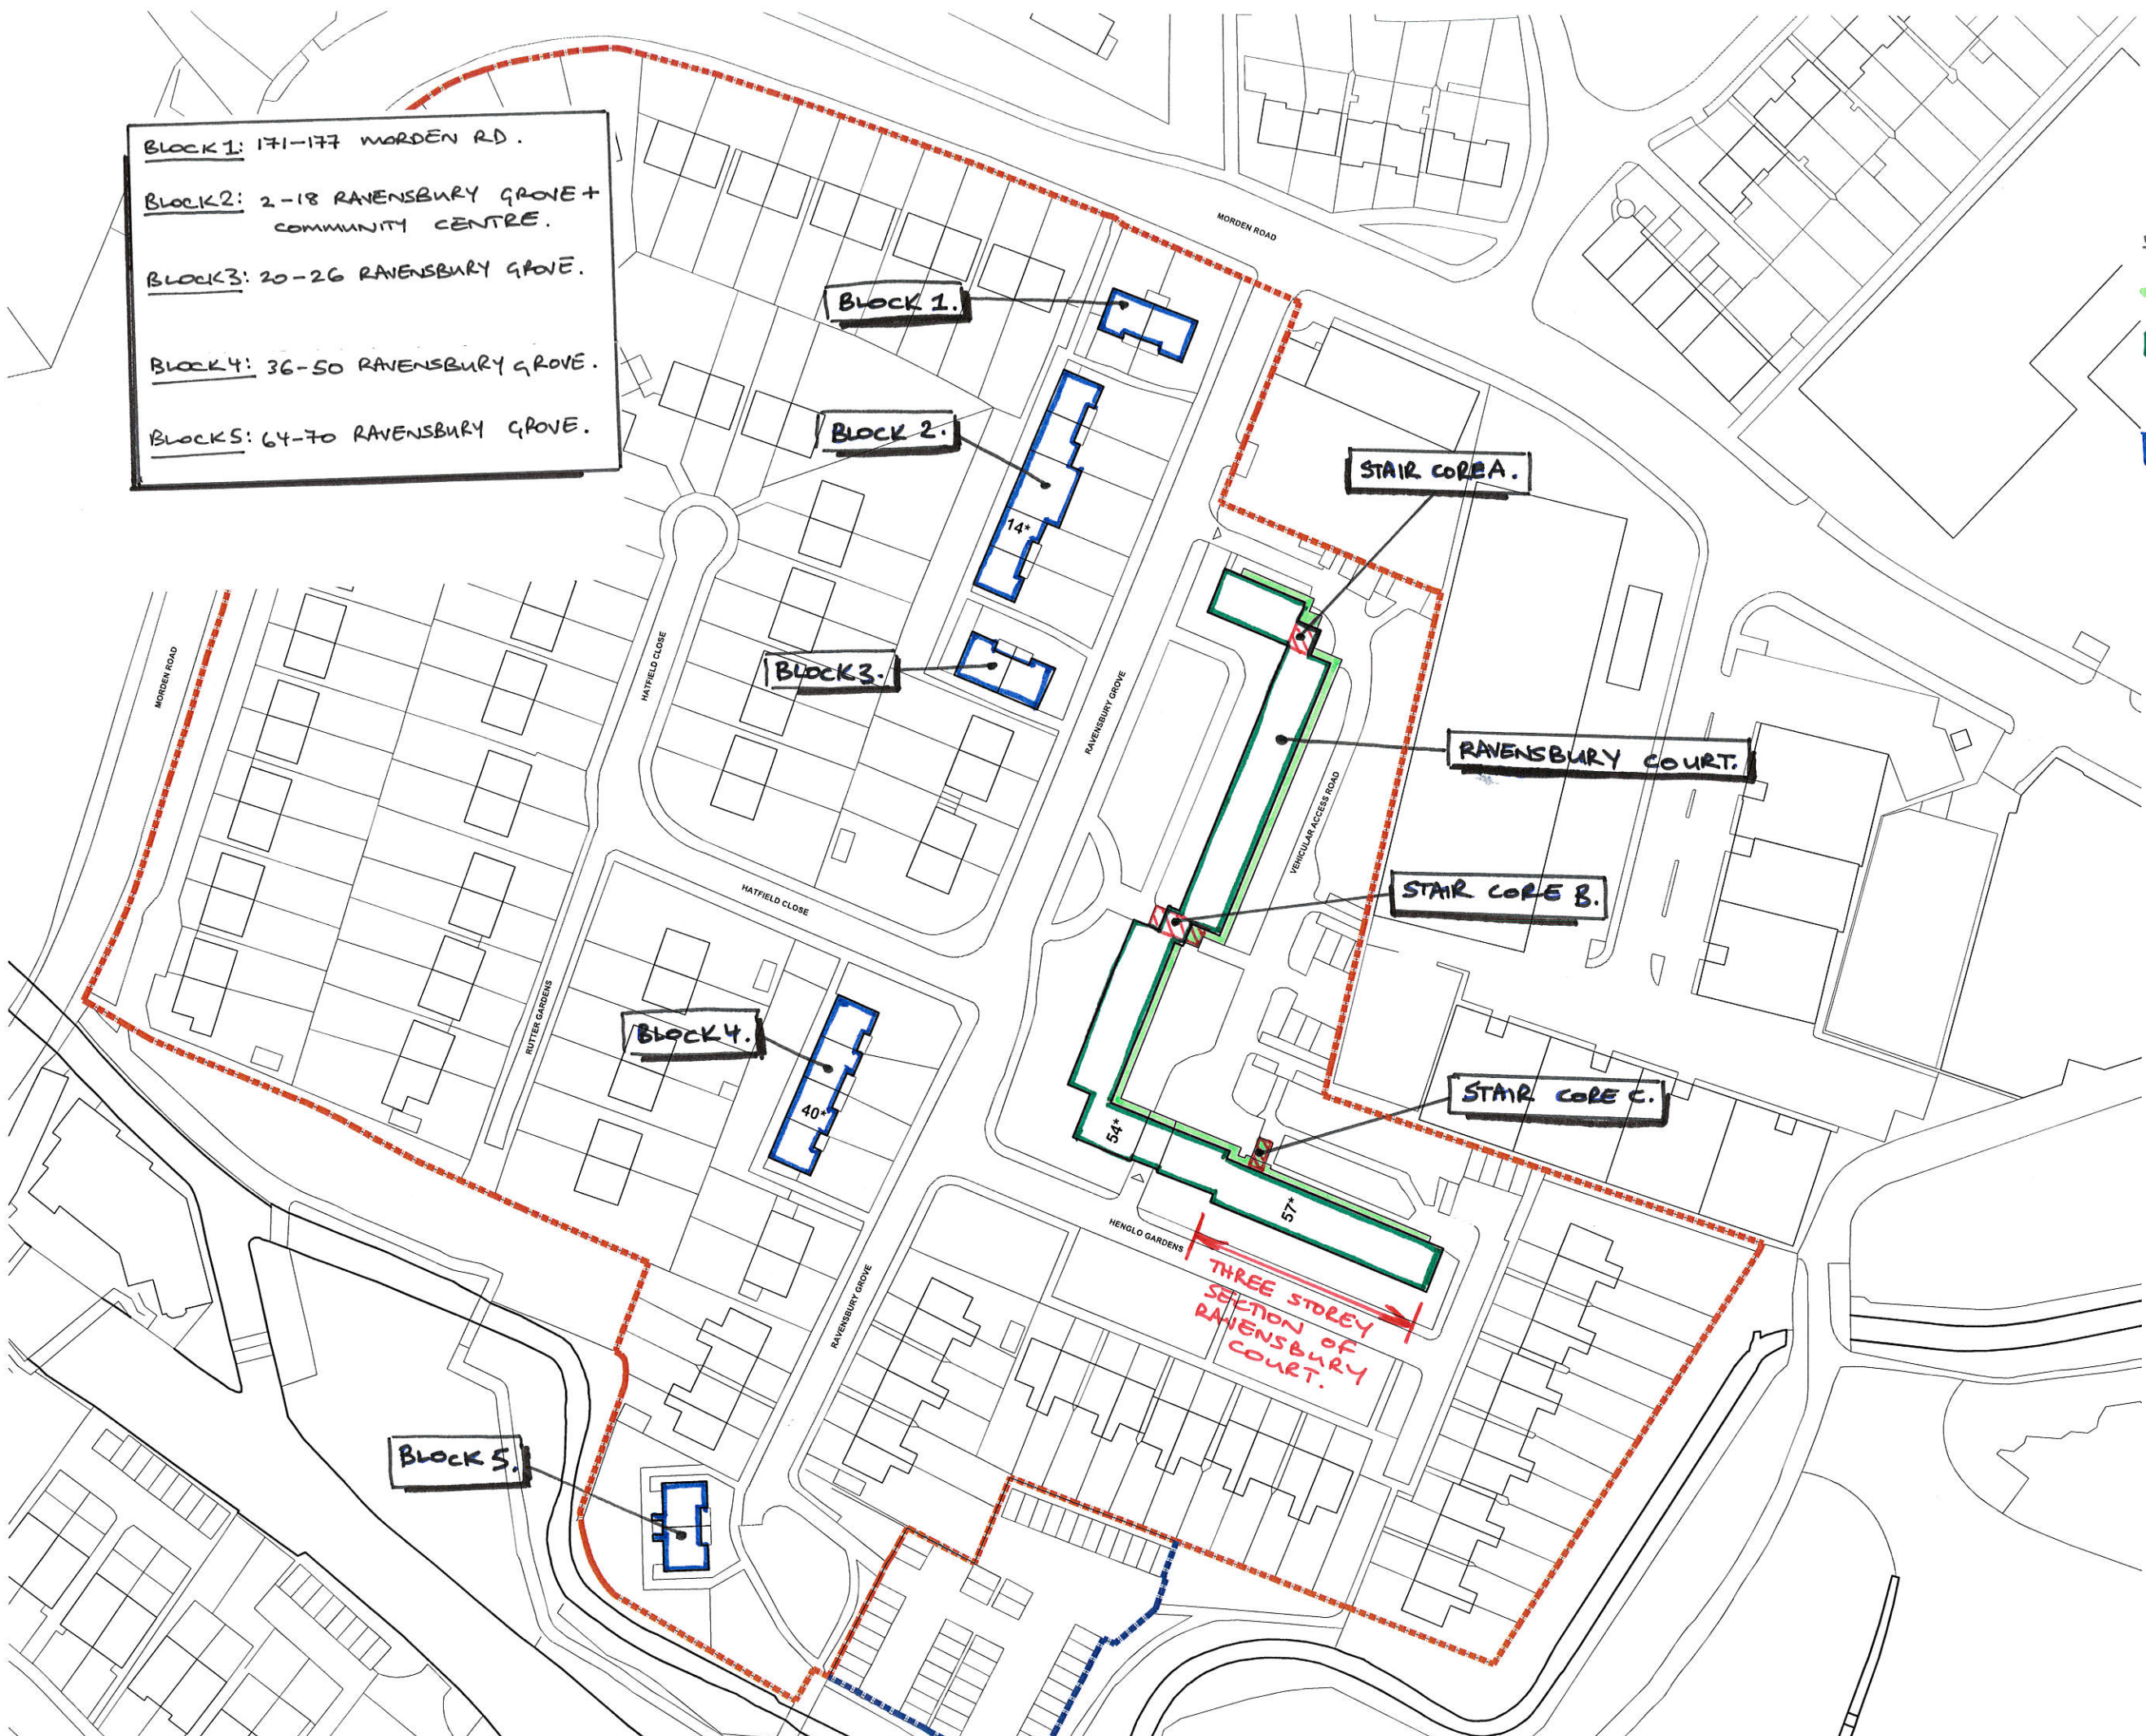 BLOCK 1: 171-177 MORDEN RD.
BLOCK 2: 2-18 RAVENSBURY GROVE +
COMMUNITY CENTRE.
BLOCK 3: 20-26 RAVENSBURY GROVE.
BLOCK 4: 36-50 RAVENSBURY GROVE.
BLOCK 5: 64-70 RAVENSBURY GROVE.
MORDEN ROAD
BLOCK 1.
BLOCK 2.
STAIR CORE A.
14*
BLOCK 3.
MORDEN ROAD
HATFIELD CLOSE
RAVENSBURY GROVE
RAVENSBURY COURT.
VEHICULAR ACCESS ROAD
STAIR CORE B.
HATFIELD CLOSE
RUTTER GARDENS
BLOCK 4.
40*
STAIR CORE C.
54*
57*
HENGLO GARDENS
THREE STOREY
SECTION OF
RAVENSBURY
COURT.
RAVENSBURY GROVE
BLOCK 5.